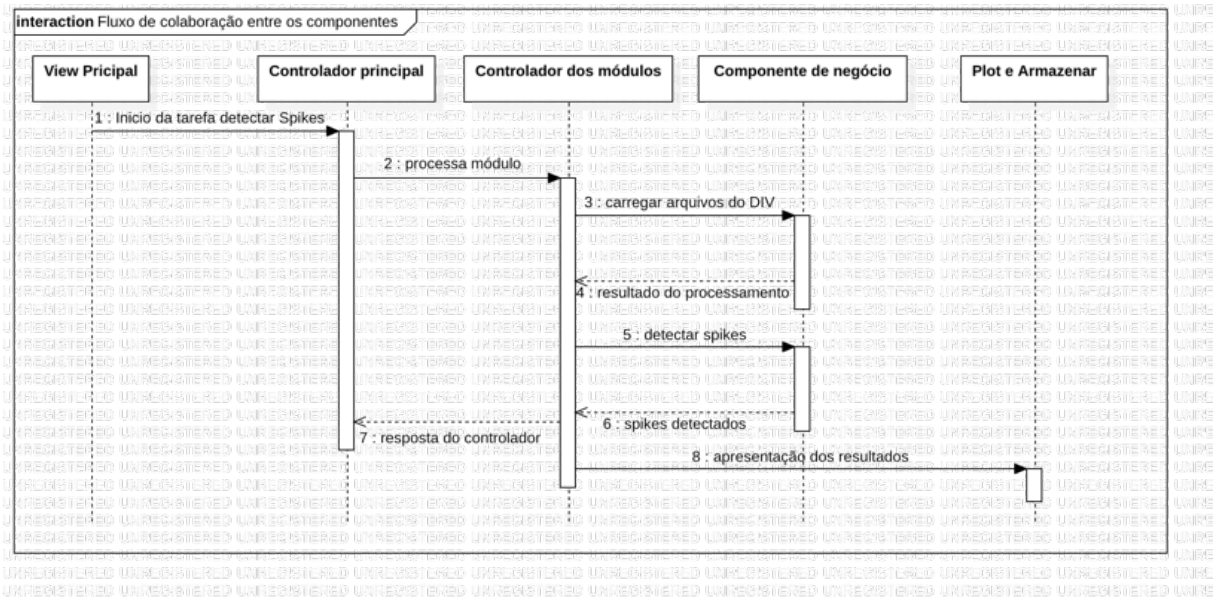 interaction Fluxo de colaboração entre os componentes
View Pricipal
Controlador principal
Controlador dos módulos
Componente de negócio
Plot e Armazenar
1 : Inicio da tarefa detectar Spikes
2 : processa módulo
3 : carregar arquivos do DIV
4 : resultado do processamento
5 : detectar spikes
6 : spikes detectados
7 : resposta do controlador
8 : apresentação dos resultados
UNREGISTERED